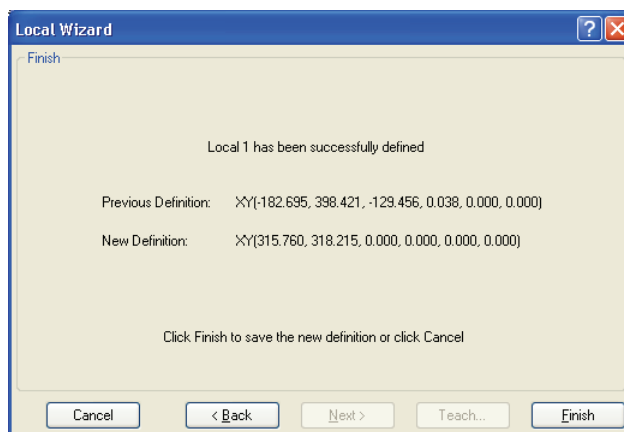 Local Wizard
Finish
Local 1 has been successfully defined
Previous Definition: XY(-182.695, 398.421, -129.456, 0.038, 0.000, 0.000)
New Definition: XY(315.760, 318.215, 0.000, 0.000, 0.000, 0.000)
Click Finish to save the new definition or click Cancel
Cancel < Back Next > Teach... Finish